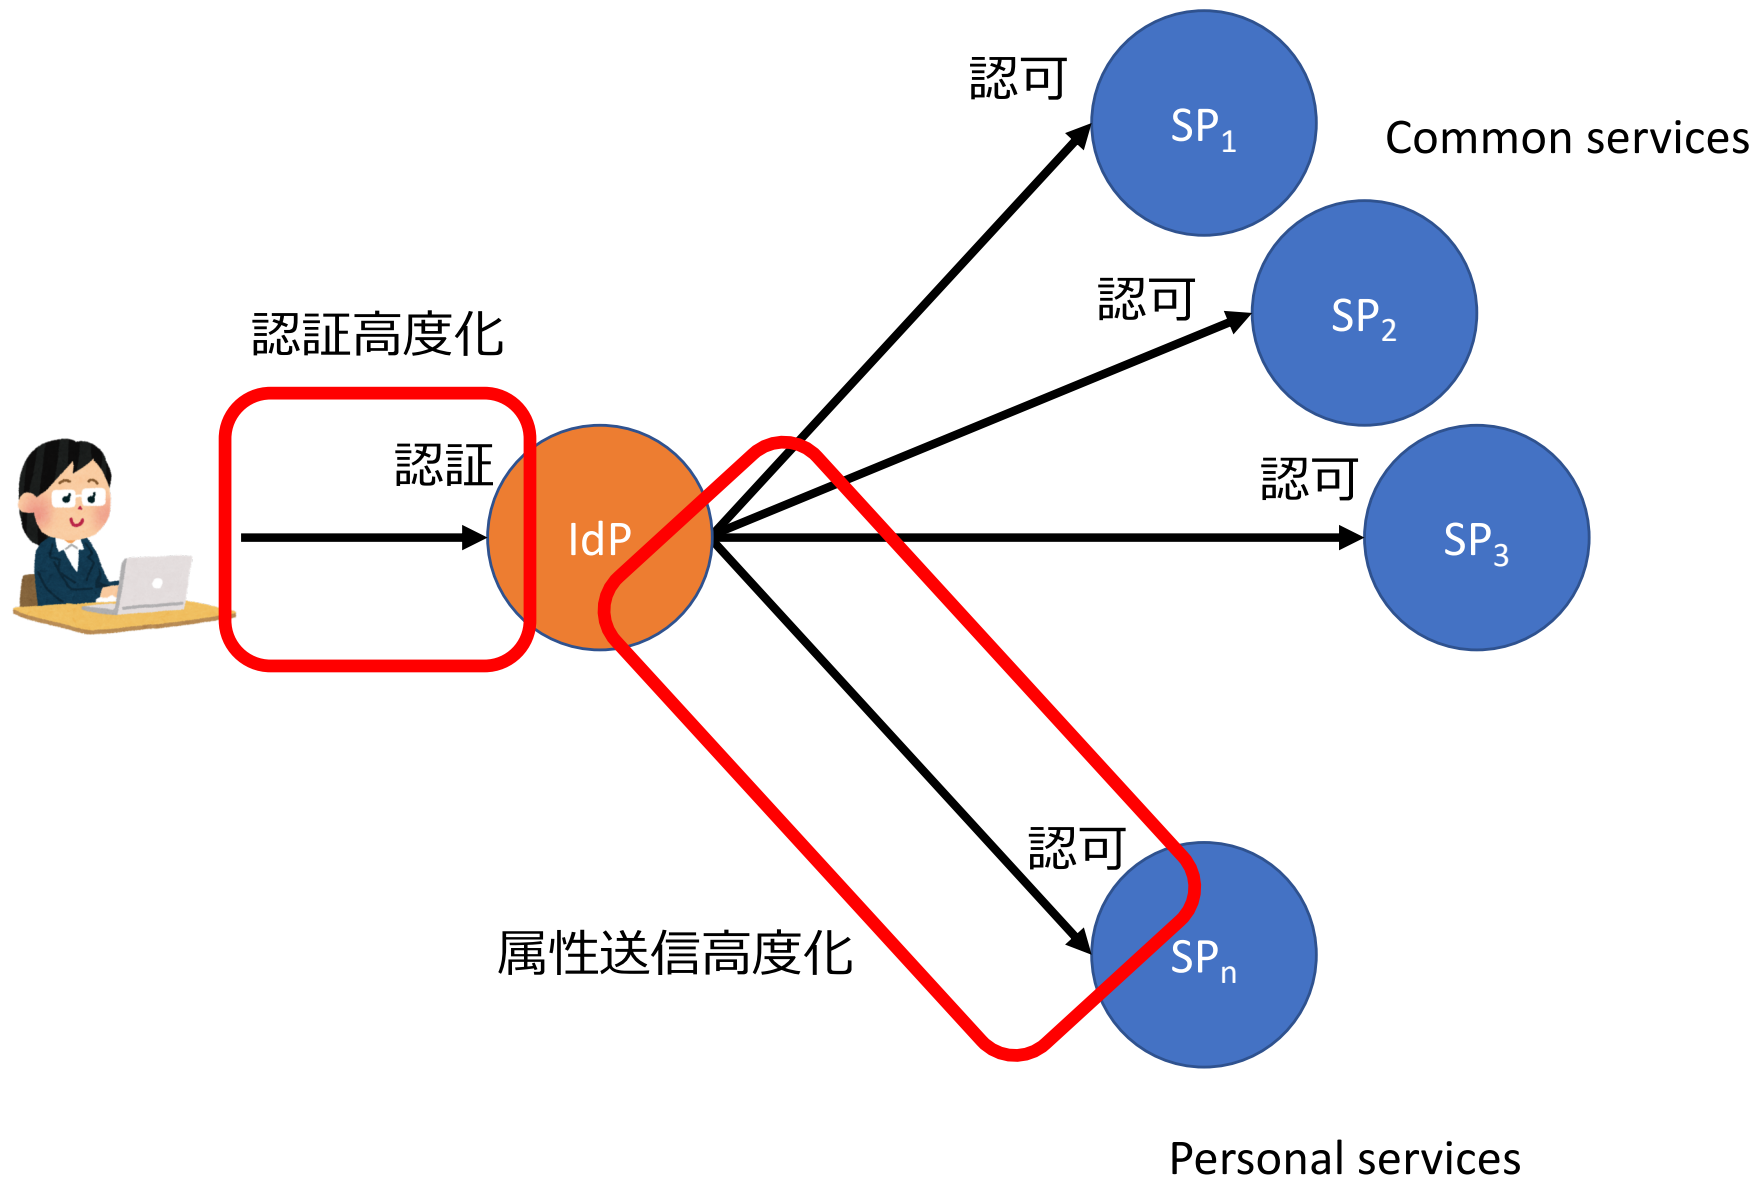 認可
SP1
Common services
認可
SP2
認証高度化
認証
IdP
認可
SP3
認可
属性送信高度化
SPn
Personal services